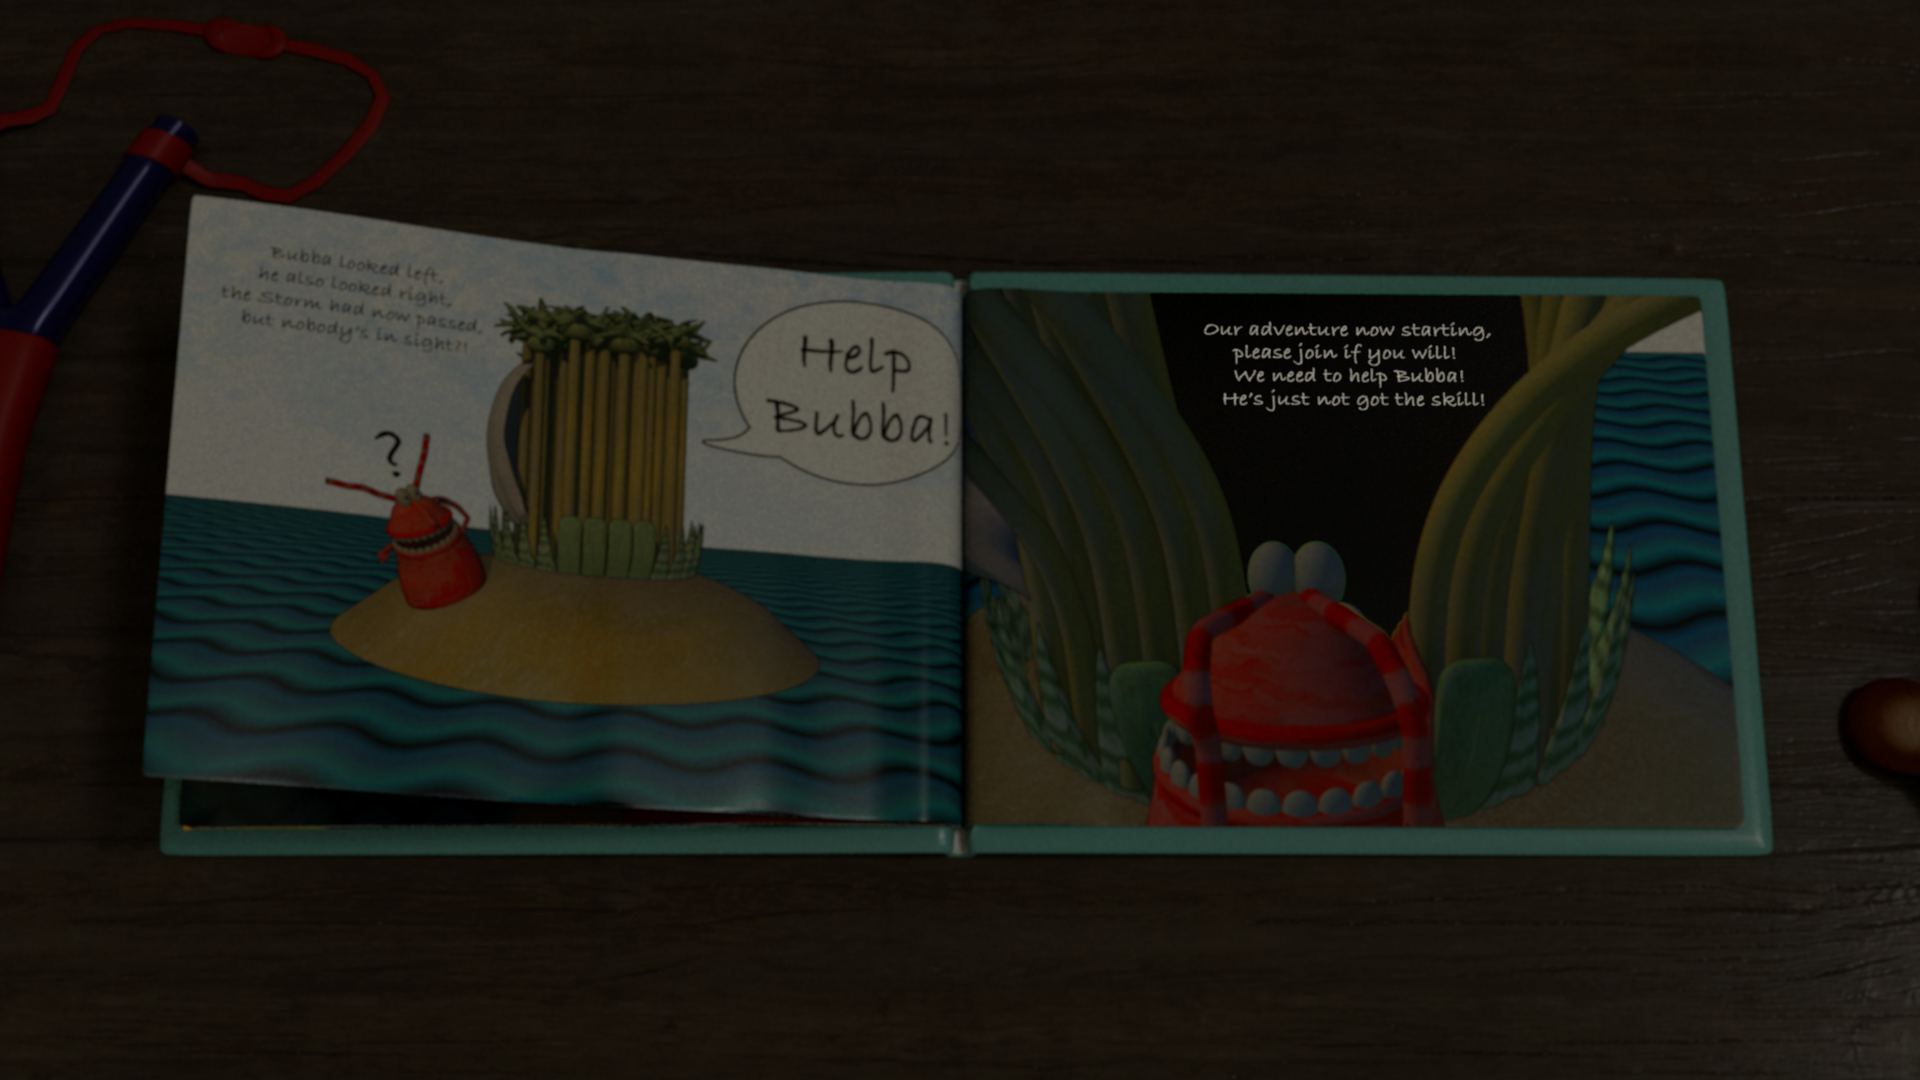 Bubba looked left,
he also looked right,
the Storm had now passed,
but nobody's in sight?!
?
Help
Bubba!
Our adventure now starting,
please join if you will!
We need to help Bubba!
He's just not got the skill!